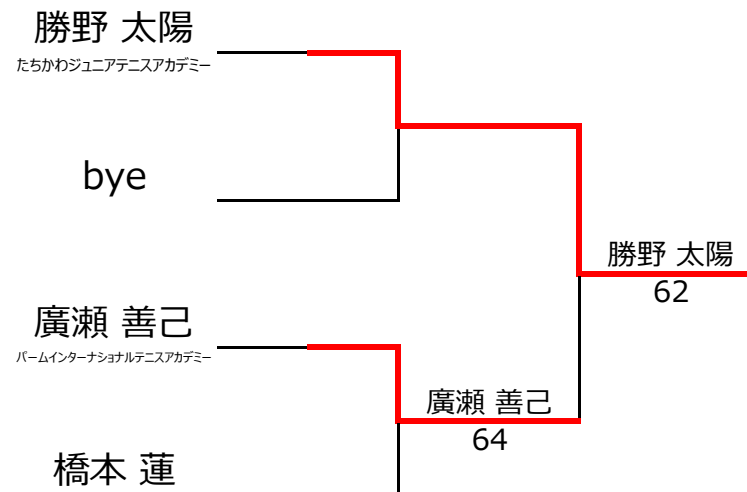 勝野 太陽
たちかわジュニアテニスアカデミー
bye
勝野 太陽
62
廣瀬 善己
パームインターナショナルテニスアカデミー
廣瀬 善己
64
橋本 蓮